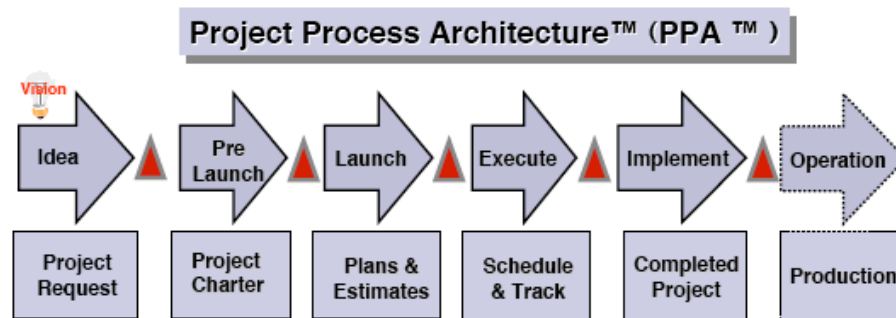 Project Process Architecture™ (PPA ™ )
Vision
Idea
Pre
Launch
Launch
Execute
Implement
Operation
Project
Request
Project
Charter
Plans &
Estimates
Schedule
& Track
Completed
Project
Production